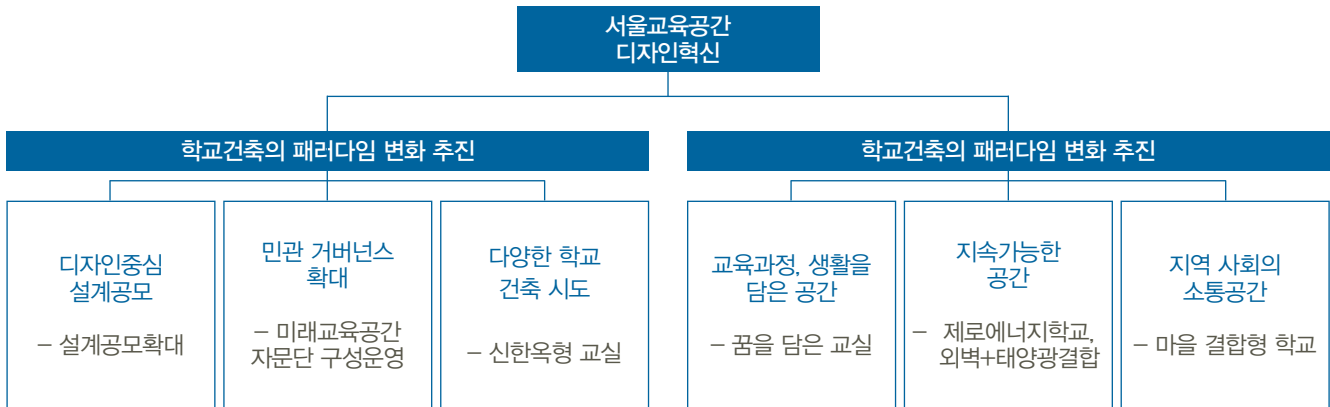 서울교육공간
디자인혁신
학교건축의 패러다임 변화 추진
디자인중심
설계공모
– 설계공모확대
민관 거버넌스
확대
– 미래교육공간
자문단 구성운영
다양한 학교
건축 시도
– 신한옥형 교실
학교건축의 패러다임 변화 추진
교육과정, 생활을
담은 공간
– 꿈을 담은 교실
지속가능한
공간
– 제로에너지학교,
외벽+태양광결합
지역 사회의
소통공간
– 마을 결합형 학교